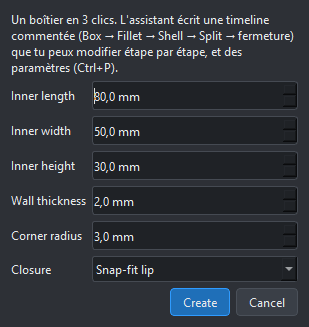 Un boîtier en 3 clics. L'assistant écrit une timeline
commentée (Box → Fillet → Shell → Split → fermeture)
que tu peux modifier étape par étape, et des
paramètres (Ctrl+P).
Inner length 80,0 mm
Inner width 50,0 mm
Inner height 30,0 mm
Wall thickness 2,0 mm
Corner radius 3,0 mm
Closure Snap-fit lip
Create Cancel